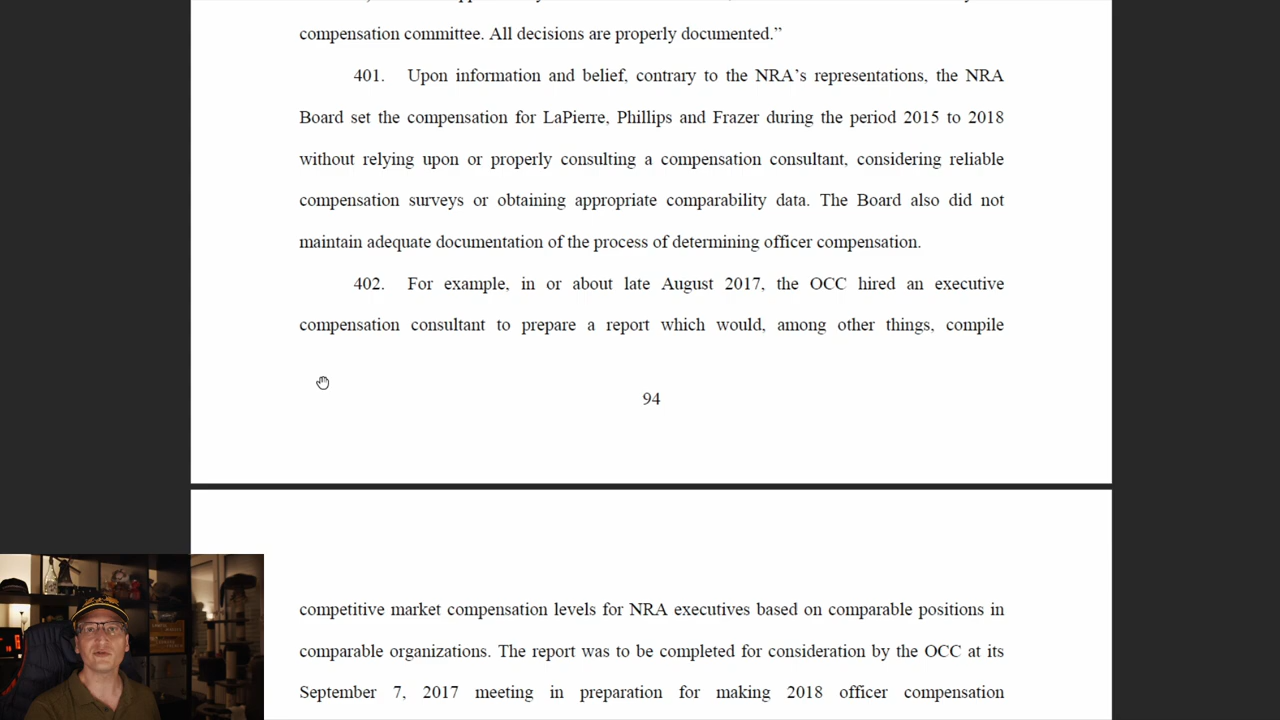 compensation committee. All decisions are properly documented.”
401. Upon information and belief, contrary to the NRA’s representations, the NRA
Board set the compensation for LaPierre, Phillips and Frazer during the period 2015 to 2018
without relying upon or properly consulting a compensation consultant, considering reliable
compensation surveys or obtaining appropriate comparability data. The Board also did not
maintain adequate documentation of the process of determining officer compensation.
402. For example, in or about late August 2017, the OCC hired an executive
compensation consultant to prepare a report which would, among other things, compile
94
competitive market compensation levels for NRA executives based on comparable positions in
comparable organizations. The report was to be completed for consideration by the OCC at its
September 7, 2017 meeting in preparation for making 2018 officer compensation